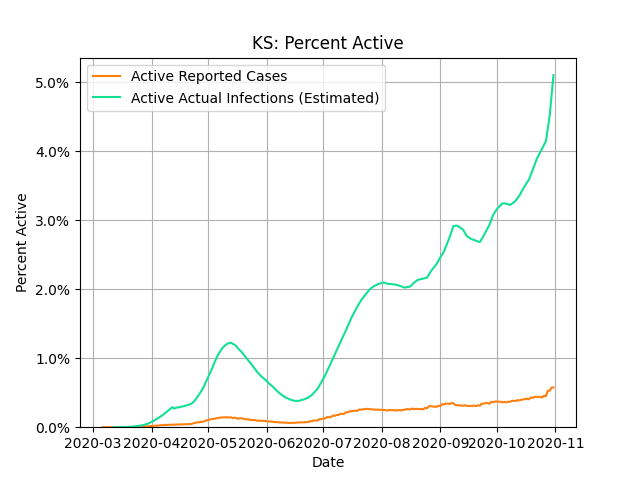 KS: Percent Active
Active Reported Cases
Active Actual Infections (Estimated)
Percent Active
5.0%
4.0%
3.0%
2.0%
1.0%
0.0%
2020-03 2020-04 2020-05 2020-06 2020-07 2020-08 2020-09 2020-10 2020-11
Date